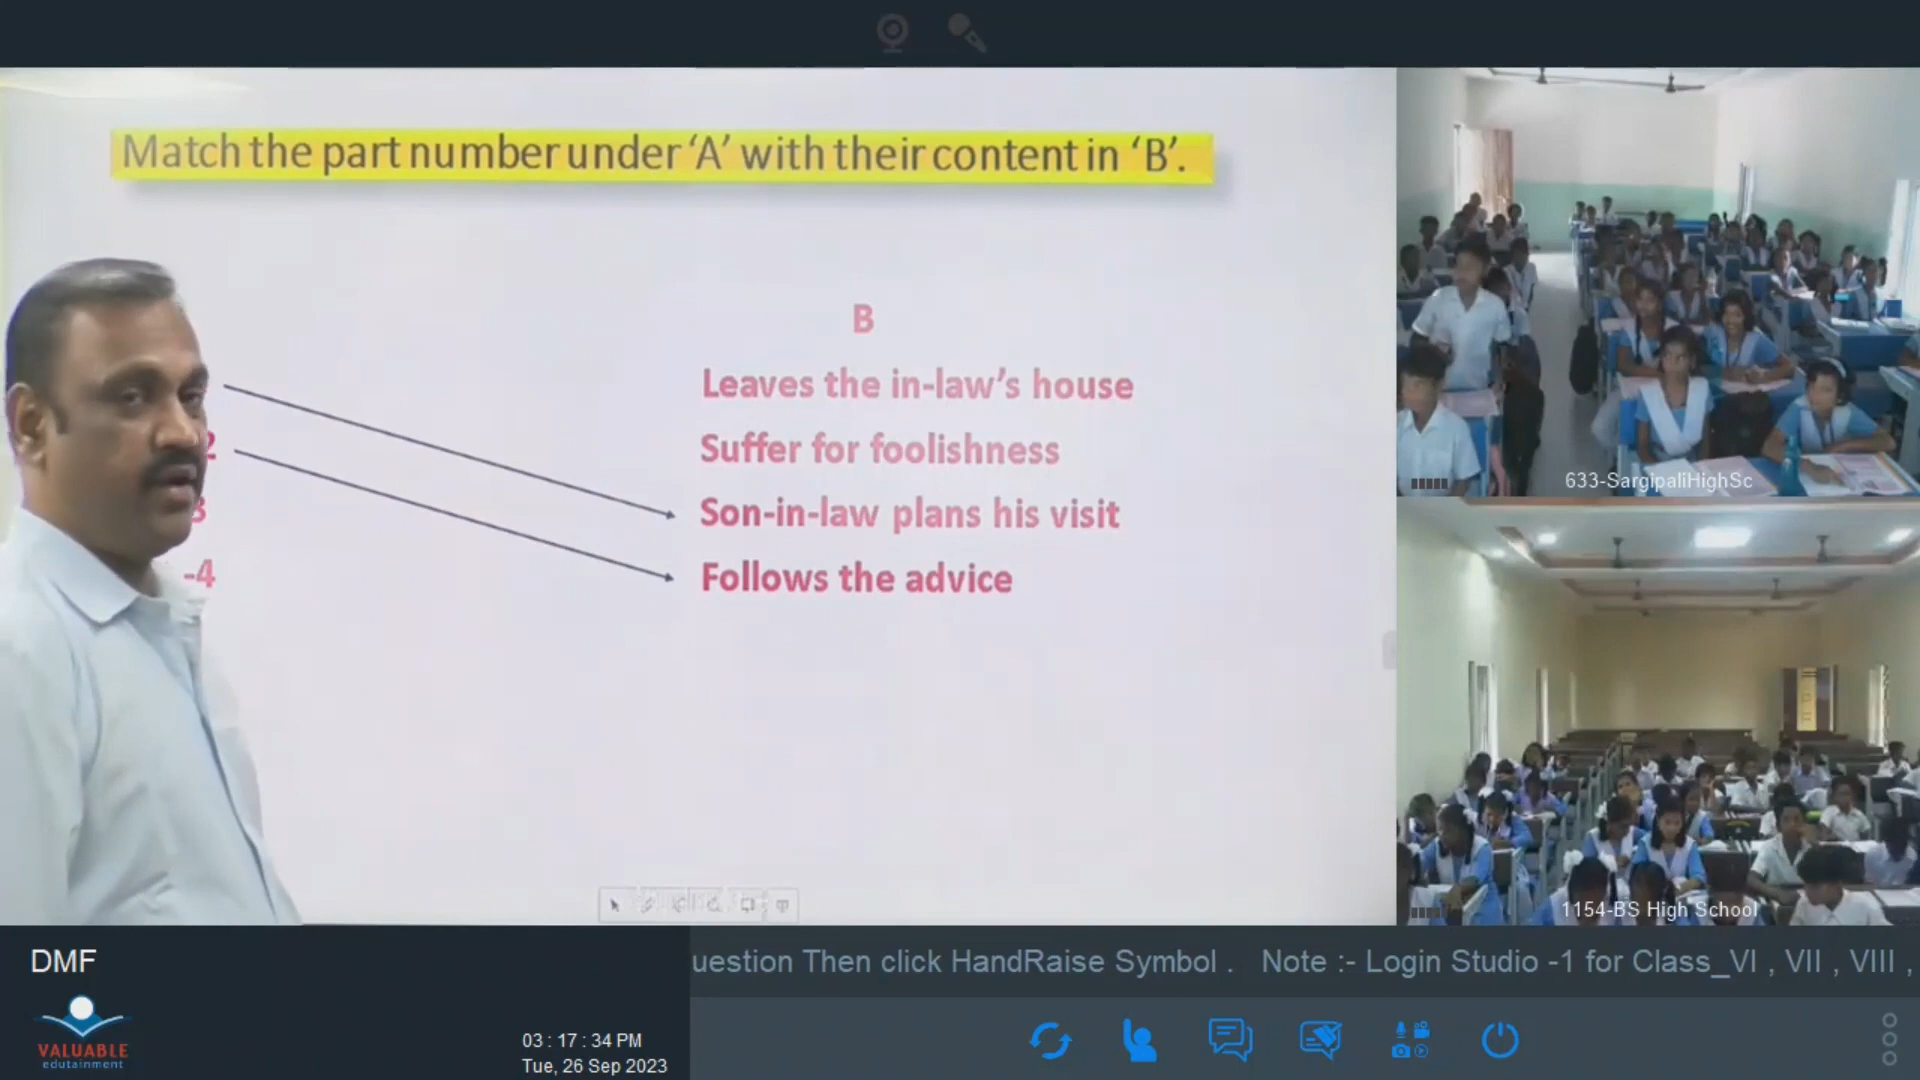 Match the part number under ‘A’ with their content in ‘B’.
B
Leaves the in-law’s house
2 Suffer for foolishness
3 Son-in-law plans his visit
-4 Follows the advice
633-SargipaliHighSc
1154-BS High School
DMF
uestion Then click HandRaise Symbol . Note :- Login Studio -1 for Class_VI , VII , VIII ,
VALUABLE
edutainment
03 : 17 : 34 PM
Tue, 26 Sep 2023